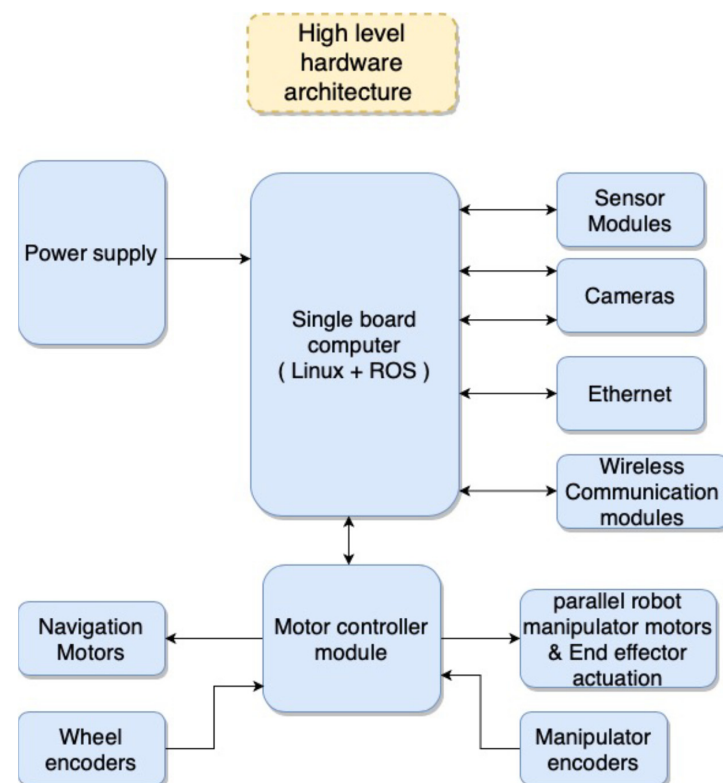 High level
hardware
architecture
Power supply
Single board
computer
( Linux + ROS )
Sensor
Modules
Cameras
Ethernet
Wireless
Communication
modules
Navigation
Motors
Motor controller
module
parallel robot
manipulator motors
& End effector
actuation
Wheel
encoders
Manipulator
encoders